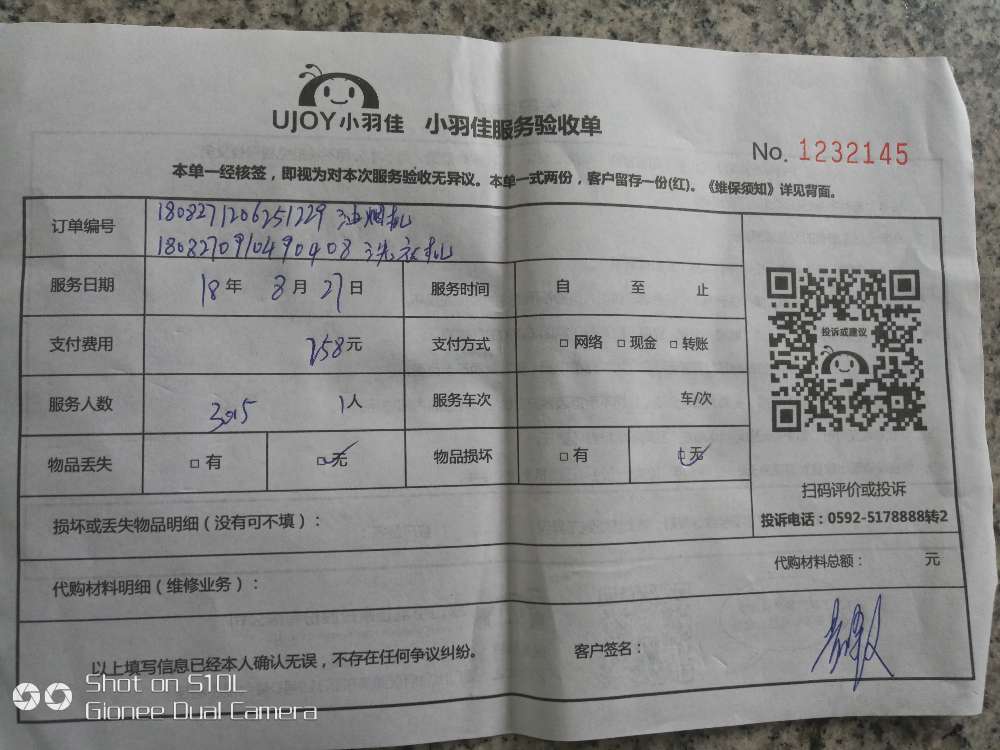 UJOY小羽佳 小羽佳服务验收单
No. 1232145
本单一经核签，即视为对本次服务验收无异议。本单一式两份，客户留存一份(红)。《维保须知》详见背面。
订单编号 1808271206251229 油烟机
1808270910490408 洗衣机
服务日期 18年 8月 27日 服务时间 自 至 止
支付费用 258元 支付方式 □ 网络 □ 现金 □ 转账
服务人数 3015 1人 服务车次 车/次
物品丢失 □ 有 □ 无 物品损坏 □ 有 □ 无
投诉或建议
扫码评价或投诉
投诉电话：0592-5178888转2
损坏或丢失物品明细（没有可不填）：
代购材料明细（维修业务）： 代购材料总额： 元
以上填写信息已经本人确认无误，不存在任何争议纠纷。 客户签名：
Shot on S10L
Gionee Dual Camera